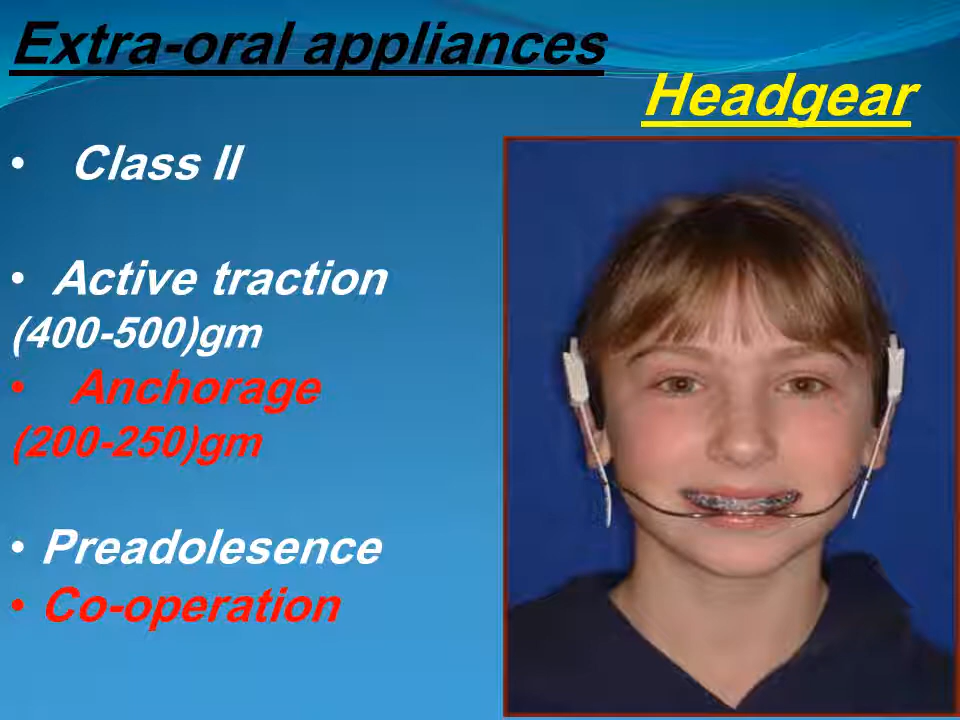 Extra-oral appliances
Headgear
• Class II
• Active traction
(400-500)gm
• Anchorage
(200-250)gm
• Preadolesence
• Co-operation